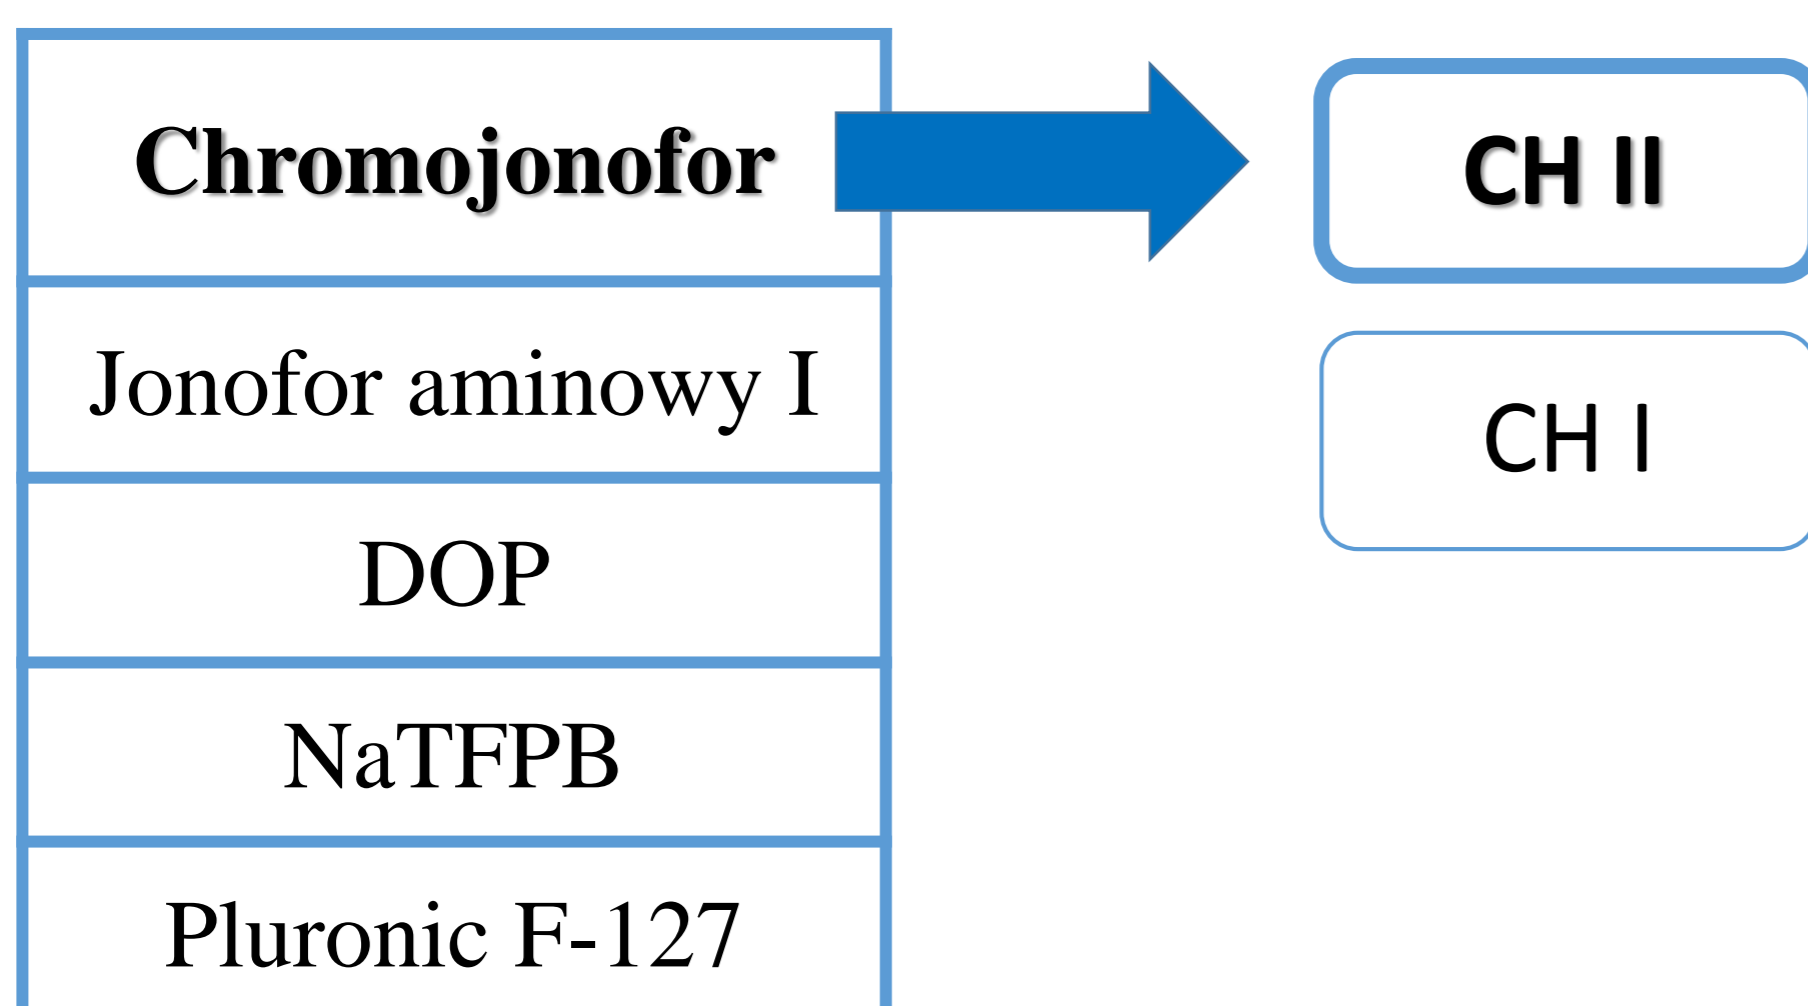 Chromojonofor
Jonofor aminowy I
DOP
NaTFPB
Pluronic F-127
CH II
CH I